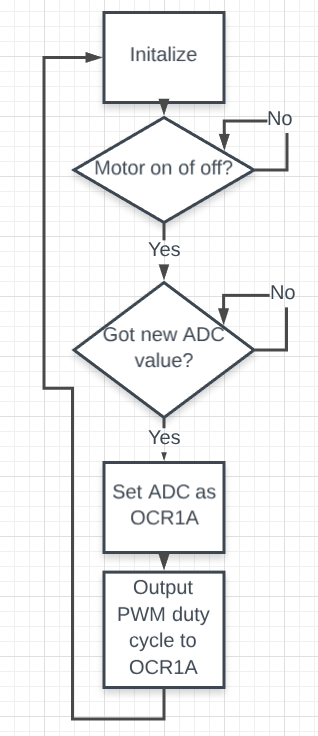 Initalize
No
Motor on of off?
Yes
No
Got new ADC
value?
Yes
Set ADC as
OCR1A
Output
PWM duty
cycle to
OCR1A